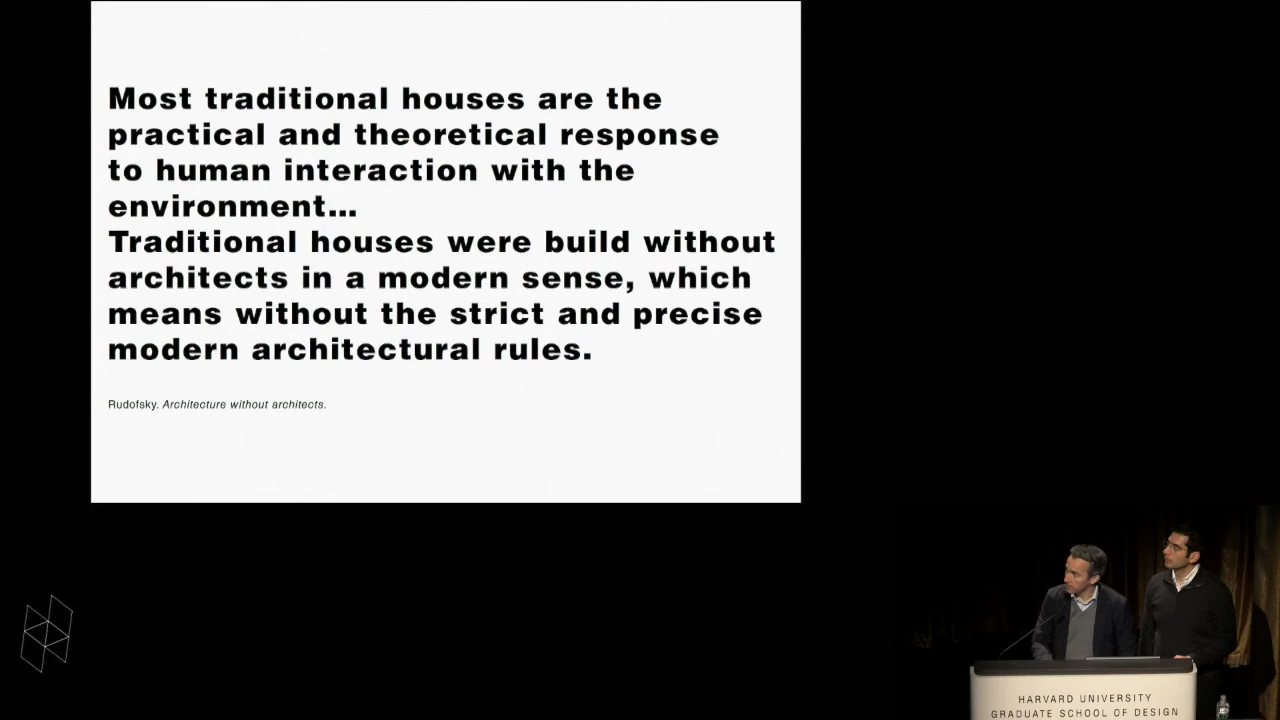 Most traditional houses are the
practical and theoretical response
to human interaction with the
environment...
Traditional houses were build without
architects in a modern sense, which
means without the strict and precise
modern architectural rules.
Rudofsky. Architecture without architects.
HARVARD UNIVERSITY
GRADUATE SCHOOL OF DESIGN